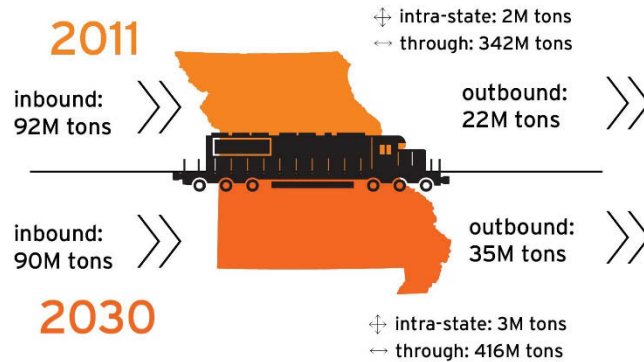 2011
intra-state: 2M tons
through: 342M tons
inbound:
92M tons
outbound:
22M tons
inbound:
90M tons
outbound:
35M tons
2030
intra-state: 3M tons
through: 416M tons